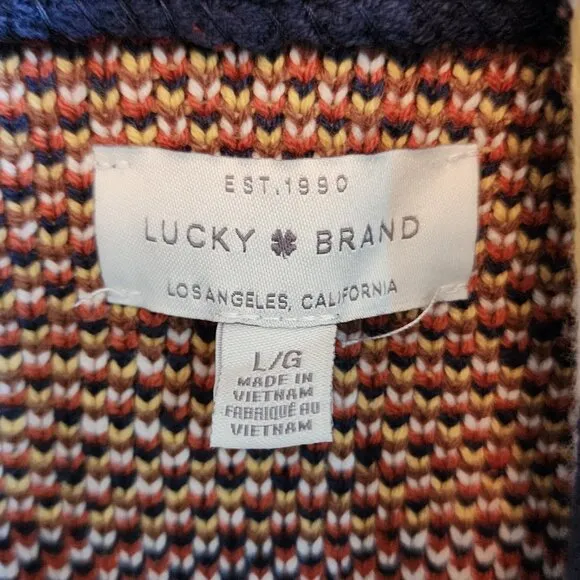 EST. 1990
LUCKY BRAND
LOS ANGELES, CALIFORNIA
L/G
MADE IN
VIETNAM
FABRIQUÉ AU
VIETNAM